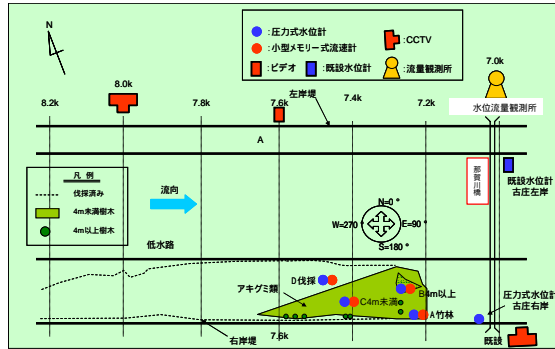 N
:圧力式水位計
:小型メモリー式流速計
:CCTV
:ビデオ
:既設水位計
:流量観測所
8.2k
8.0k
7.8k
7.6k
7.4k
7.2k
7.0k
左岸堤
水位流量観測所
A
那賀川橋
既設水位計
古庄左岸
凡 例
伐採済み
4m未満樹木
4m以上樹木
流向
N=0°
W=270°
E=90°
S=180°
低水路
アキグミ類
D伐採
C4m未満
B4m以上
A竹林
圧力式水位計
古庄右岸
右岸堤
7.6k
既設